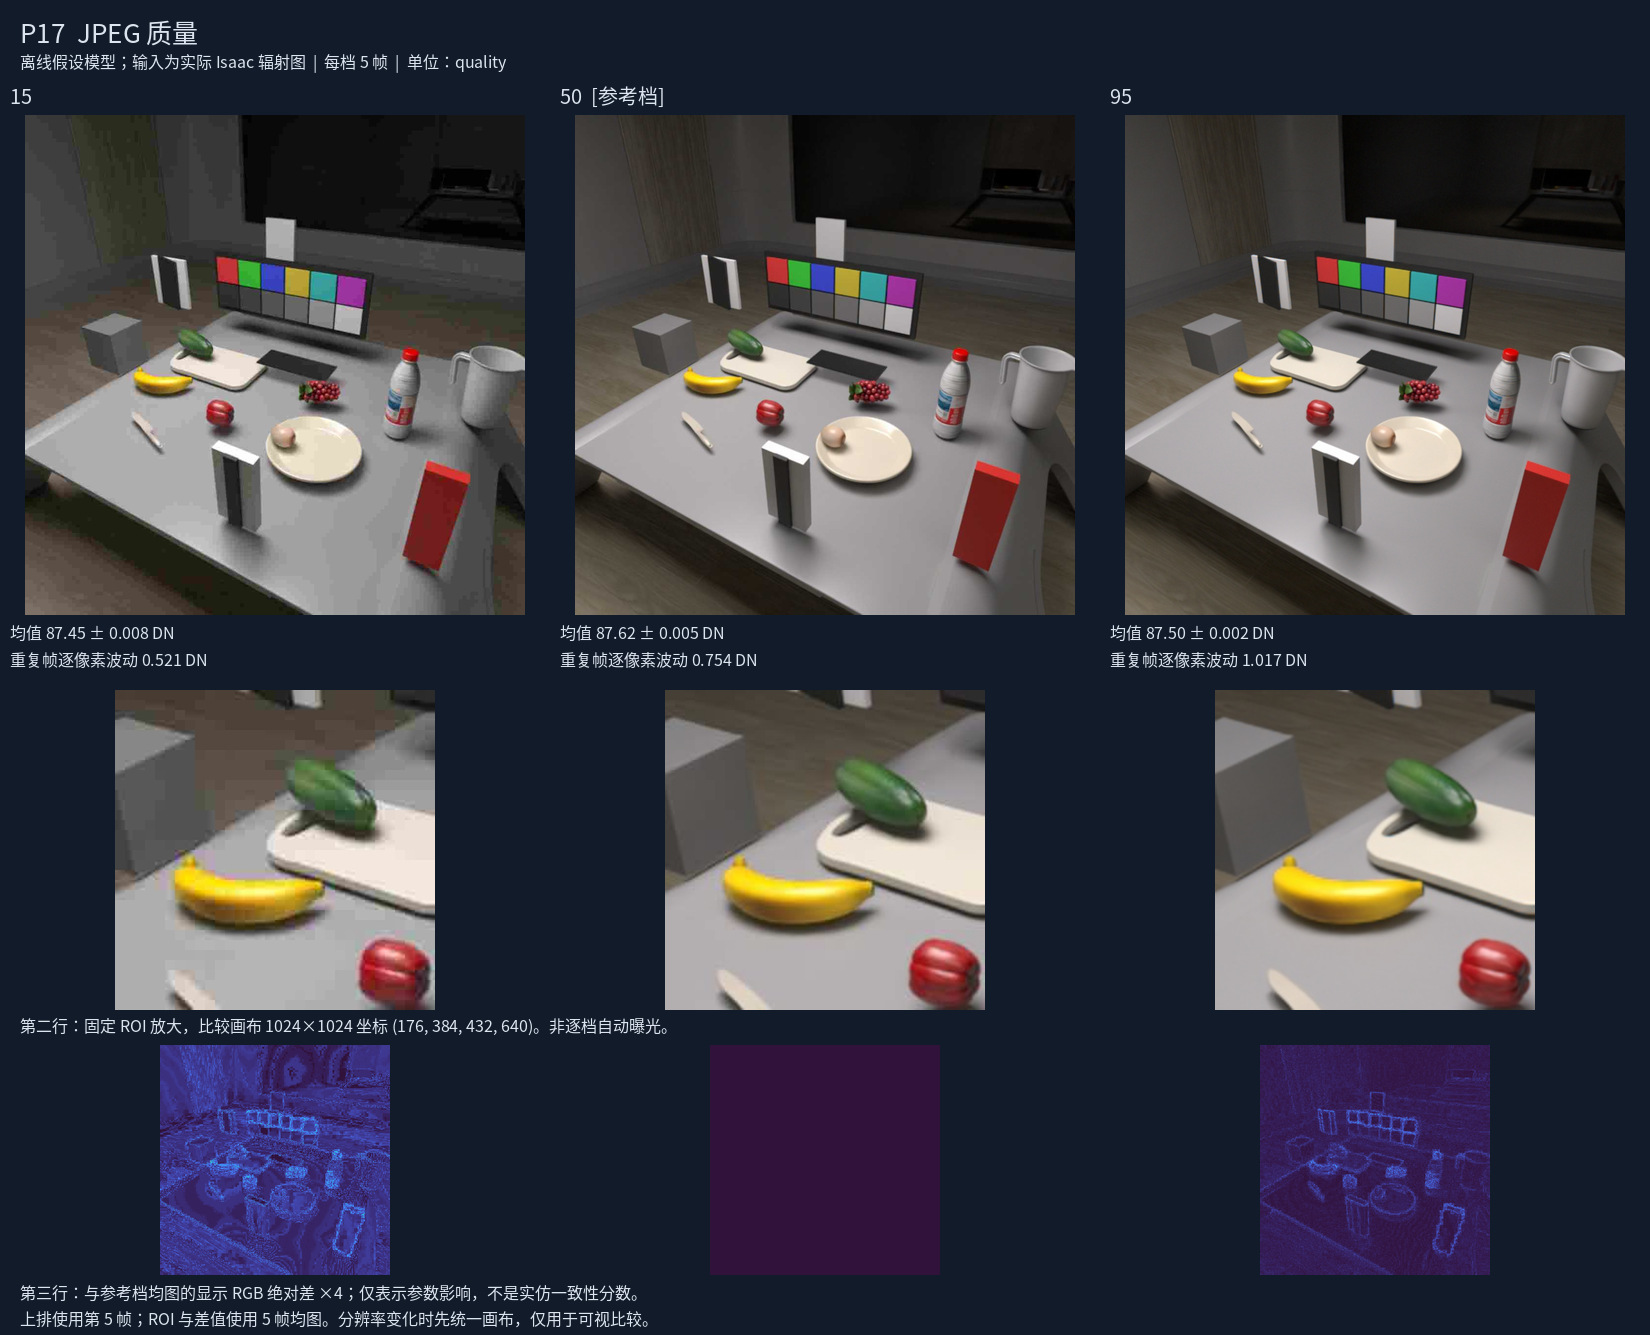 P17 JPEG 质量
离线假设模型；输入为实际 Isaac 辐射图 | 每档 5 帧 | 单位：quality
15
50 [参考档]
95
均值 87.45 ± 0.008 DN
重复帧逐像素波动 0.521 DN
均值 87.62 ± 0.005 DN
重复帧逐像素波动 0.754 DN
均值 87.50 ± 0.002 DN
重复帧逐像素波动 1.017 DN
第二行：固定 ROI 放大，比较画布 1024×1024 坐标 (176, 384, 432, 640)。非逐档自动曝光。
第三行：与参考档均图的显示 RGB 绝对差 ×4；仅表示参数影响，不是实仿一致性分数。
上排使用第 5 帧；ROI 与差值使用 5 帧均图。分辨率变化时先统一画布，仅用于可视比较。